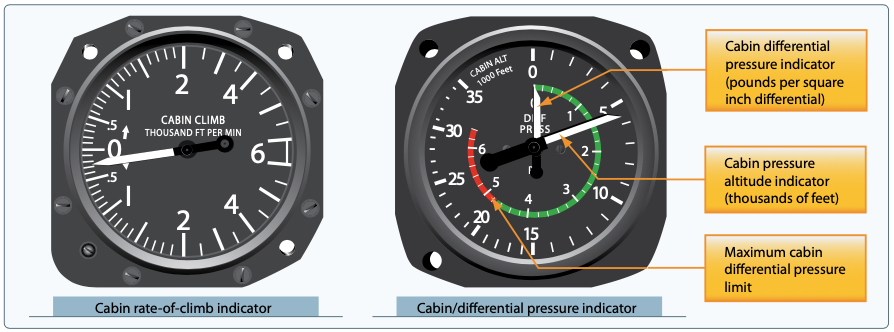 CABIN CLIMB
THOUSAND FT PER MIN
.5
1
2
4
6
0
.5
1
2
4
Cabin rate-of-climb indicator
CABIN ALT
1000 Feet
0
5
10
15
20
25
30
35
0
1
2
3
4
5
6
DIFF
PRESS
Cabin/differential pressure indicator
Cabin differential
pressure indicator
(pounds per square
inch differential)
Cabin pressure
altitude indicator
(thousands of feet)
Maximum cabin
differential pressure
limit